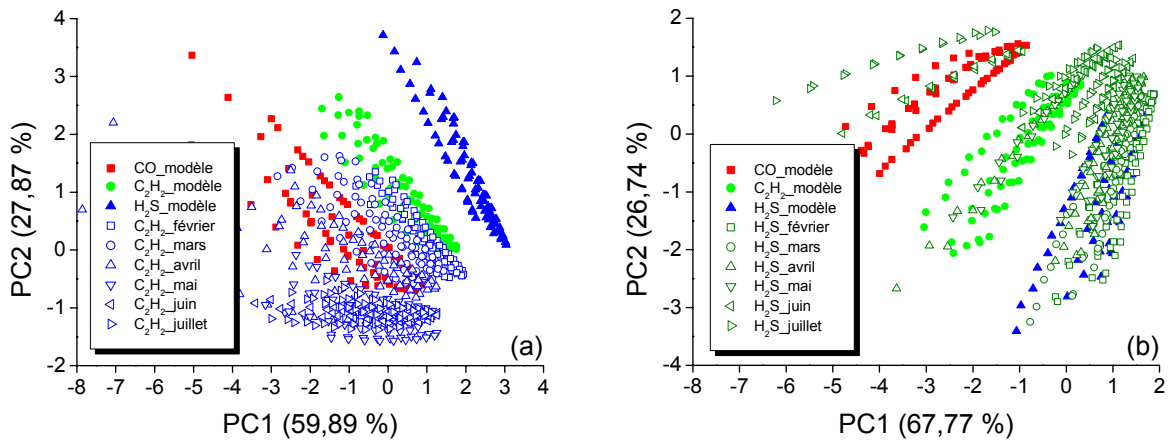 4
3
2
1
0
-1
-2
-8 -7 -6 -5 -4 -3 -2 -1 0 1 2 3 4
PC2 (27,87 %)
PC1 (59,89 %)
CO_modèle
C₂H₂_modèle
H₂S_modèle
C₂H₂_février
C₂H₂_mars
C₂H₂_avril
C₂H₂_mai
C₂H₂_juin
C₂H₂_juillet
(a)
2
1
0
-1
-2
-3
-4
-8 -7 -6 -5 -4 -3 -2 -1 0 1 2
PC2 (26,74 %)
PC1 (67,77 %)
CO_modèle
C₂H₂_modèle
H₂S_modèle
H₂S_février
H₂S_mars
H₂S_avril
H₂S_mai
H₂S_juin
H₂S_juillet
(b)